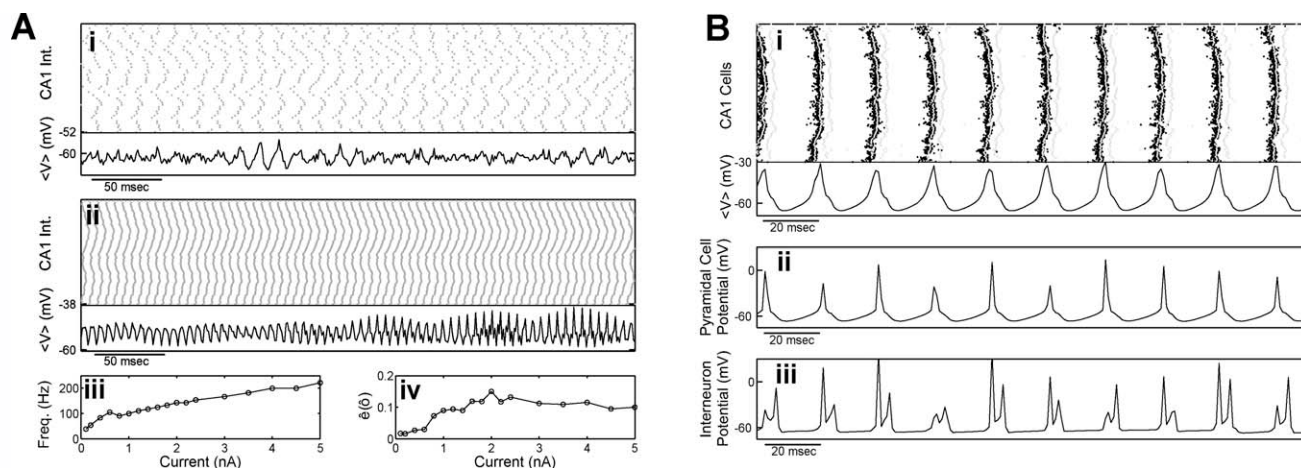 A
i
CA1 Int.
-52
-60
<V> (mV)
50 msec
ii
CA1 Int.
-38
-60
<V> (mV)
50 msec
iii
Freq. (Hz)
200
100
0
0 1 2 3 4 5
Current (nA)
iv
ė(ō)
0.2
0.1
0
0 1 2 3 4 5
Current (nA)
B
i
CA1 Cells
-30
-60
<V> (mV)
20 msec
ii
Pyramidal Cell
Potential (mV)
0
-60
20 msec
iii
Interneuron
Potential (mV)
0
-60
20 msec